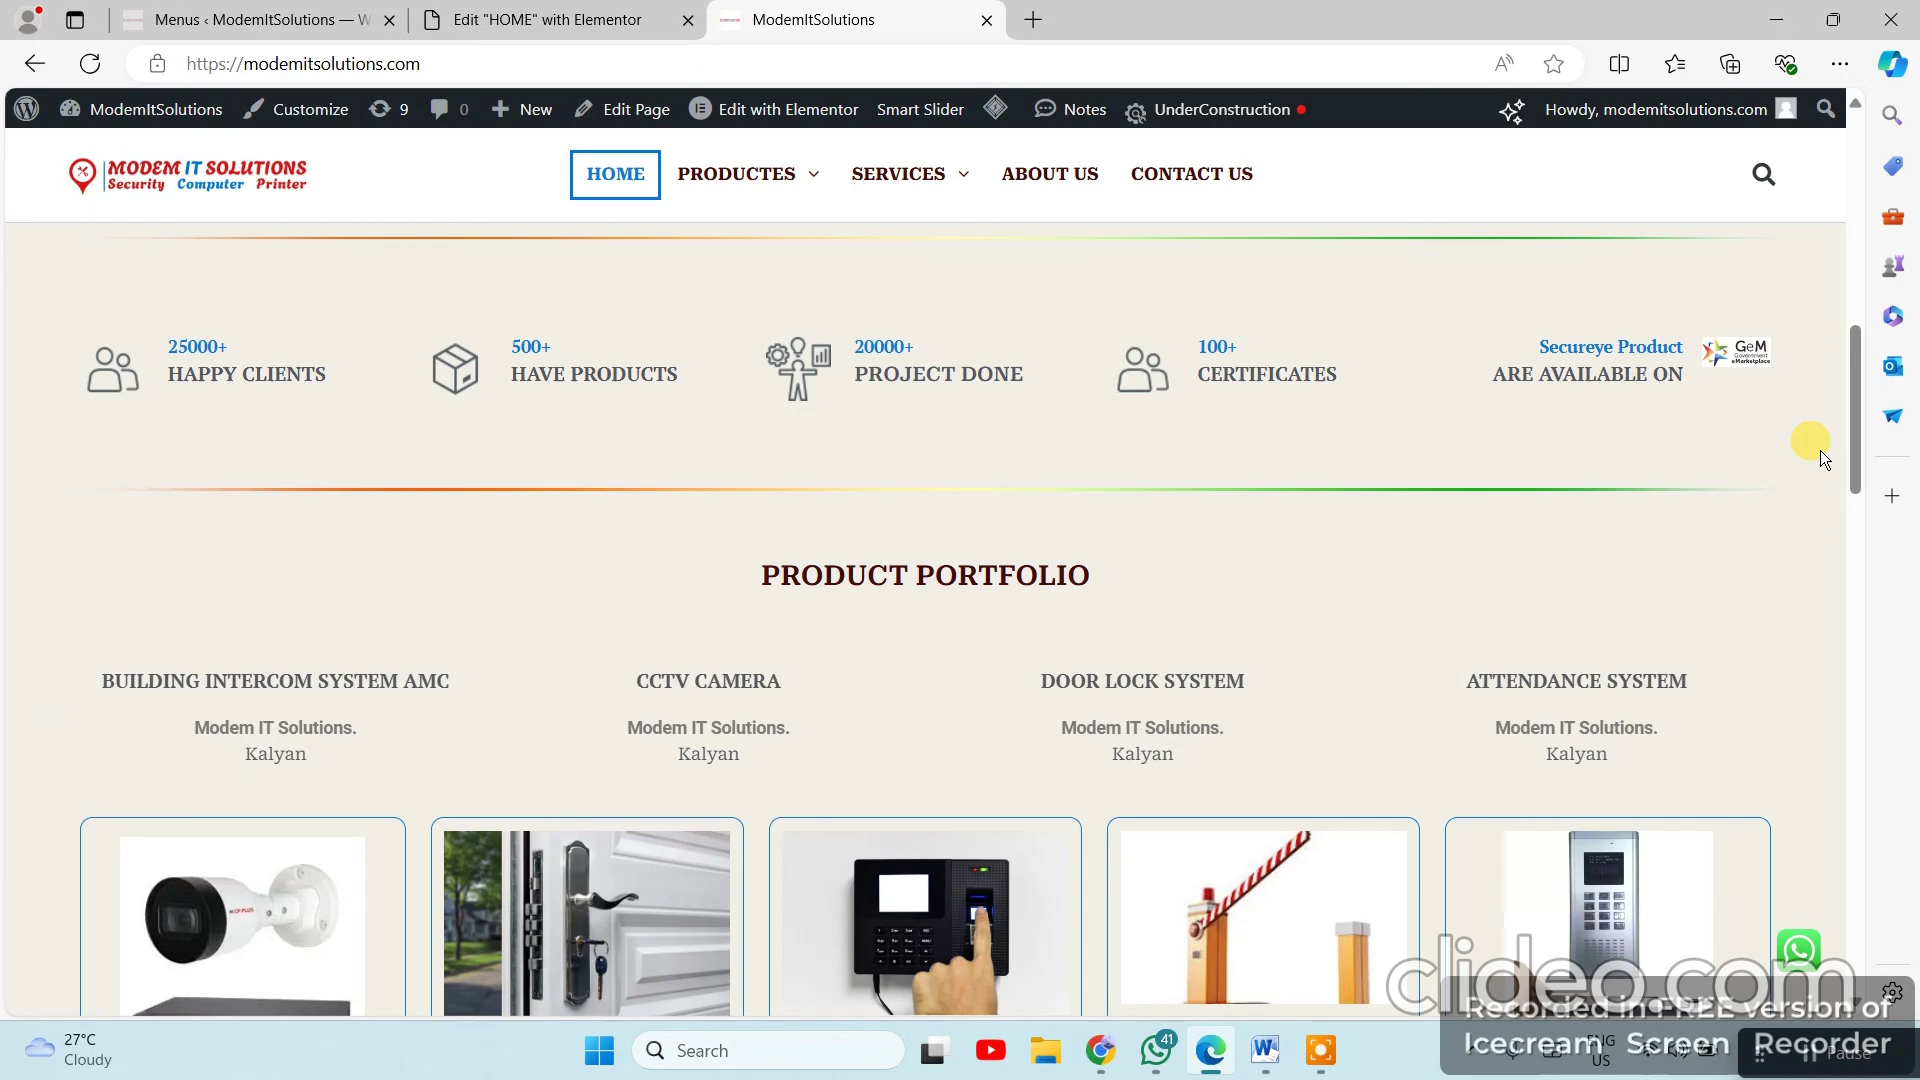 Menus ‹ ModemItSolutions — W
Edit "HOME" with Elementor
ModemItSolutions
https://modemitsolutions.com
ModemItSolutions
Customize
9
0
New
Edit Page
Edit with Elementor
Smart Slider
Notes
UnderConstruction
Howdy, modemitsolutions.com
MODEM IT SOLUTIONS
Security Computer Printer
HOME
PRODUCTES
SERVICES
ABOUT US
CONTACT US
25000+
HAPPY CLIENTS
500+
HAVE PRODUCTS
20000+
PROJECT DONE
100+
CERTIFICATES
Secureye Product
ARE AVAILABLE ON
GeM
Government
eMarketplace
PRODUCT PORTFOLIO
BUILDING INTERCOM SYSTEM AMC
Modem IT Solutions.
Kalyan
CCTV CAMERA
Modem IT Solutions.
Kalyan
DOOR LOCK SYSTEM
Modem IT Solutions.
Kalyan
ATTENDANCE SYSTEM
Modem IT Solutions.
Kalyan
CP PLUS
clideo.com
Recorded in FREE version of
Icecream Screen Recorder
27°C
Cloudy
Search
41
ENG
US
Pause